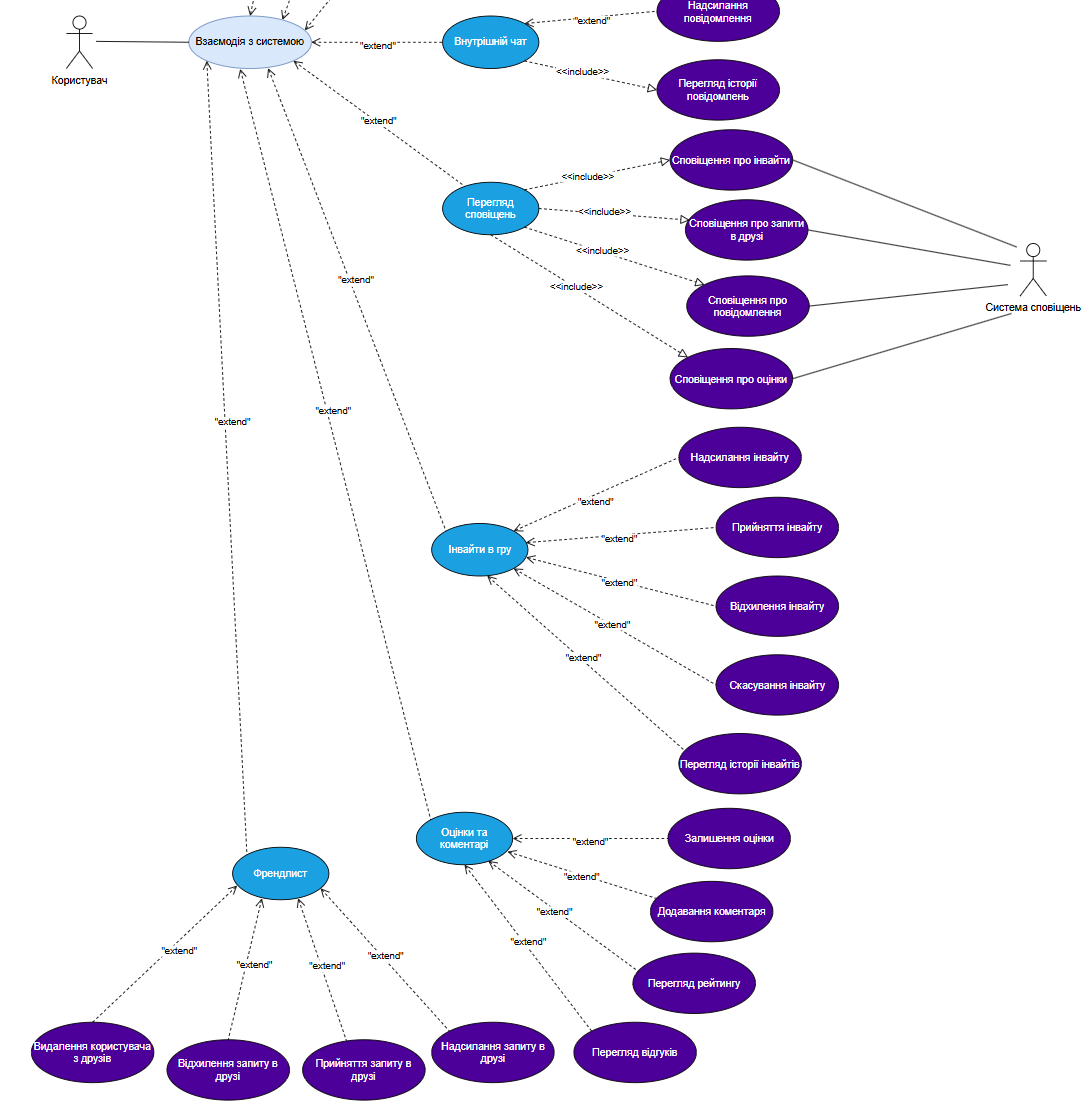 Надсилання
повідомлення
"extend"
Взаємодія з системою
Внутрішній чат
"extend"
Користувач
<<include>>
Перегляд історії
повідомлень
"extend"
Сповіщення про інвайти
<<include>>
Перегляд
сповіщень
<<include>>
Сповіщення про запити
в друзі
<<include>>
<<include>>
Сповіщення про
повідомлення
Система сповіщень
"extend"
Сповіщення про оцінки
"extend"
"extend"
Надсилання інвайту
"extend"
Прийняття інвайту
"extend"
Інвайти в гру
"extend"
Відхилення інвайту
"extend"
"extend"
Скасування інвайту
Перегляд історії інвайтів
Оцінки та
коментарі
"extend"
Залишення оцінки
Френдлист
"extend"
Додавання коментаря
"extend"
"extend"
"extend"
"extend"
"extend"
"extend"
Перегляд рейтингу
Видалення користувача
з друзів
Відхилення запиту в
друзі
Прийняття запиту в
друзі
Надсилання запиту в
друзі
Перегляд відгуків